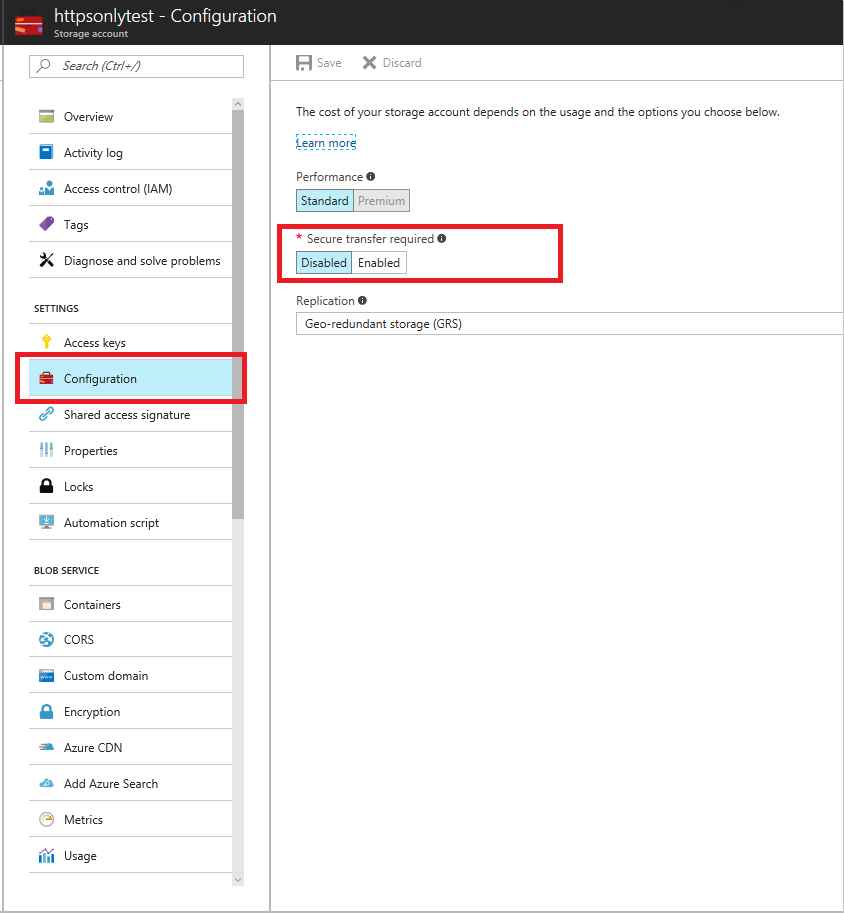 httpsonlytest - Configuration
Storage account
Search (Ctrl+/)
Overview
Activity log
Access control (IAM)
Tags
Diagnose and solve problems
SETTINGS
Access keys
Configuration
Shared access signature
Properties
Locks
Automation script
BLOB SERVICE
Containers
CORS
Custom domain
Encryption
Azure CDN
Add Azure Search
Metrics
Usage
Save Discard
The cost of your storage account depends on the usage and the options you choose below.
Learn more
Performance
Standard Premium
* Secure transfer required
Disabled Enabled
Replication
Geo-redundant storage (GRS)